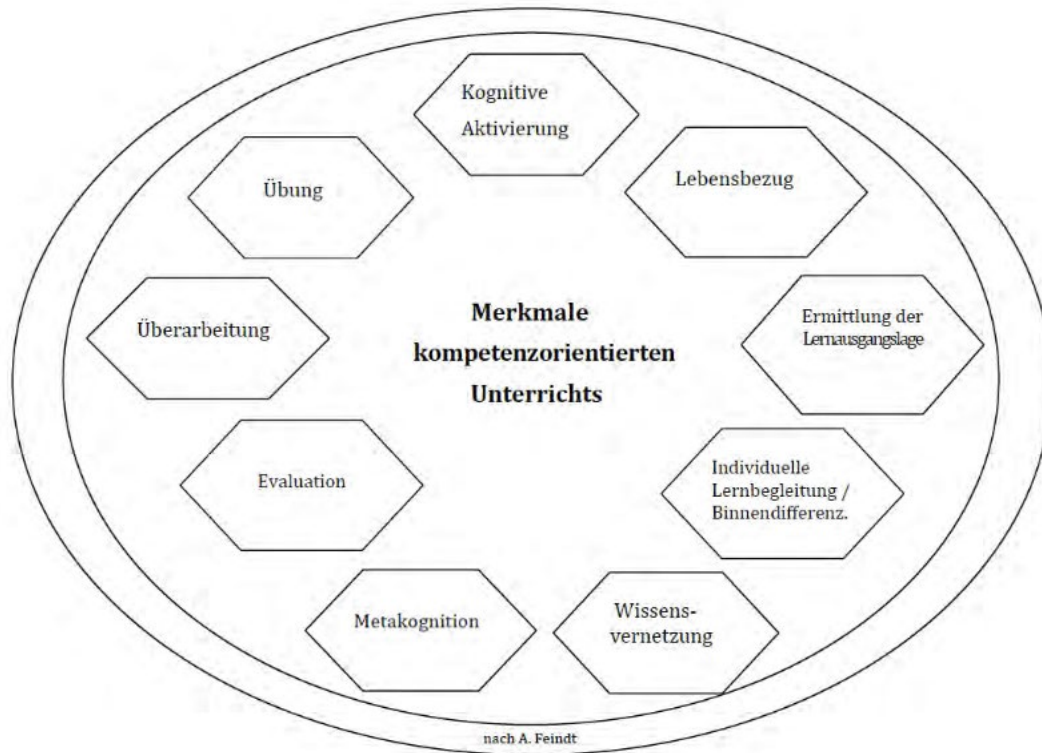 Kognitive
Aktivierung
Lebensbezug
Ermittlung der
Lernausgangslage
Individuelle
Lernbegleitung /
Binnendifferenz.
Wissens-
vernetzung
Metakognition
Evaluation
Überarbeitung
Übung
Merkmale
kompetenzorientierten
Unterrichts
nach A. Feindt